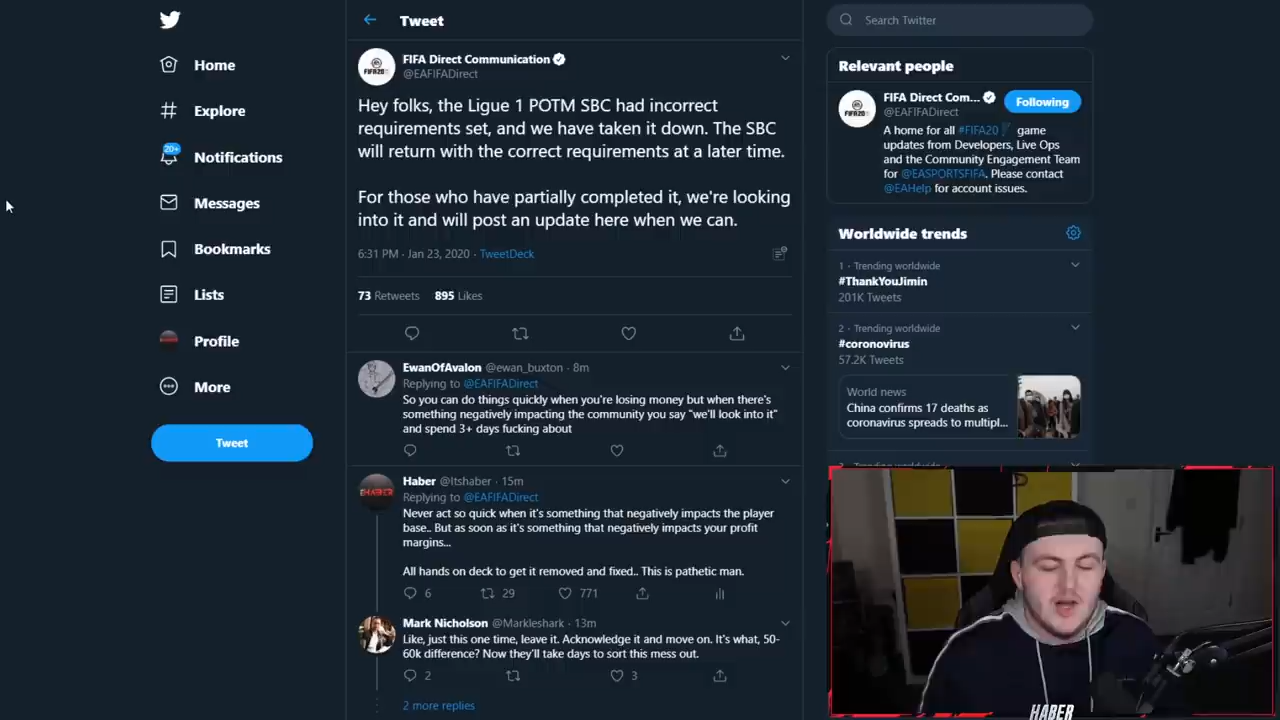 Home
Explore
20+
Notifications
Messages
Bookmarks
Lists
Profile
More
Tweet
Tweet
FIFA Direct Communication
@EAFIFADirect
Hey folks, the Ligue 1 POTM SBC had incorrect
requirements set, and we have taken it down. The SBC
will return with the correct requirements at a later time.
For those who have partially completed it, we're looking
into it and will post an update here when we can.
6:31 PM · Jan 23, 2020 · TweetDeck
73 Retweets 895 Likes
EwanOfAvalon @ewan_buxton · 8m
Replying to @EAFIFADirect
So you can do things quickly when you're losing money but when there's
something negatively impacting the community you say "we'll look into it"
and spend 3+ days fucking about
Haber @Itshaber · 15m
Replying to @EAFIFADirect
Never act so quick when it's something that negatively impacts the player
base.. But as soon as it's something that negatively impacts your profit
margins...
All hands on deck to get it removed and fixed.. This is pathetic man.
6 29 771
Mark Nicholson @Markleshark · 13m
Like, just this one time, leave it. Acknowledge it and move on. It's what, 50-
60k difference? Now they'll take days to sort this mess out.
2 3
2 more replies
Search Twitter
Relevant people
FIFA Direct Com...
@EAFIFADirect
Following
A home for all #FIFA20 game
updates from Developers, Live Ops
and the Community Engagement Team
for @EASPORTSFIFA. Please contact
@EAHelp for account issues.
Worldwide trends
1 · Trending worldwide
#ThankYouJimin
201K Tweets
2 · Trending worldwide
#coronovirus
57.2K Tweets
World news
China confirms 17 deaths as
coronavirus spreads to multipl...
HABER